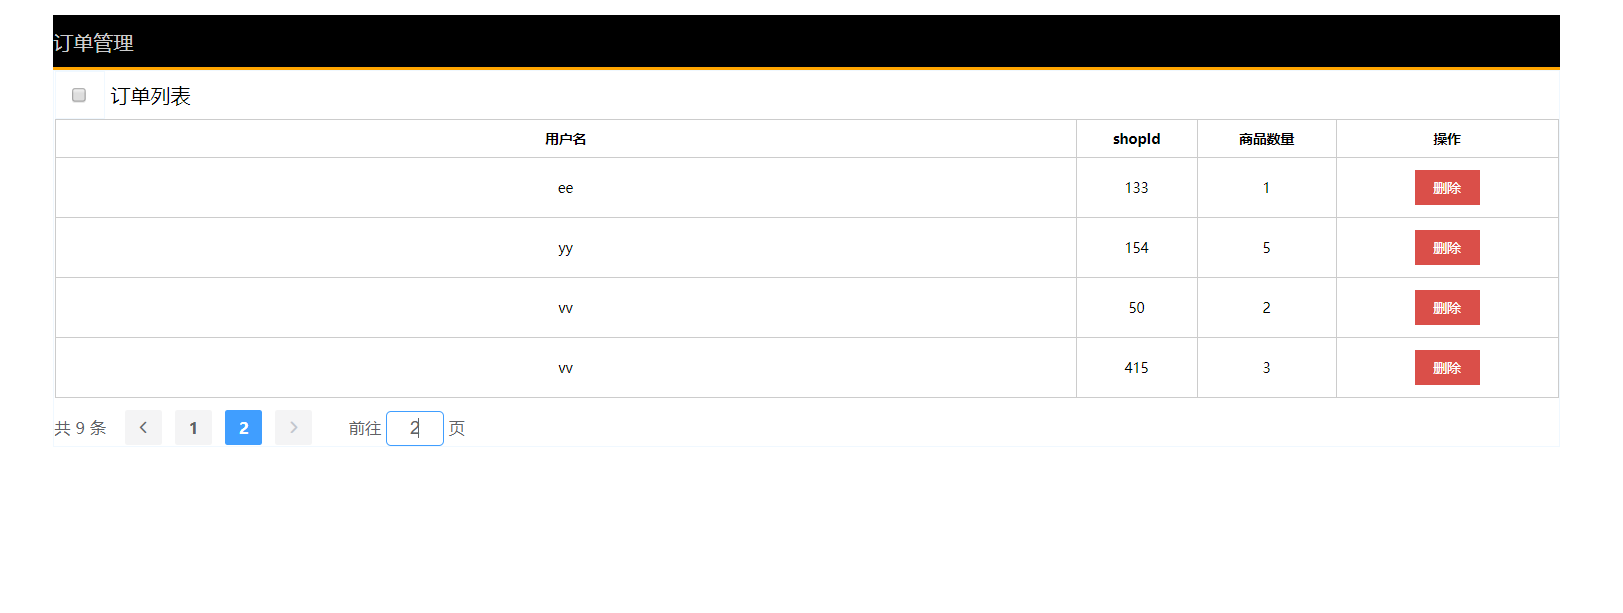 订单管理
订单列表
用户名 shopId 商品数量 操作
ee 133 1 删除
yy 154 5 删除
vv 50 2 删除
vv 415 3 删除
共 9 条 1 2 前往 2 页